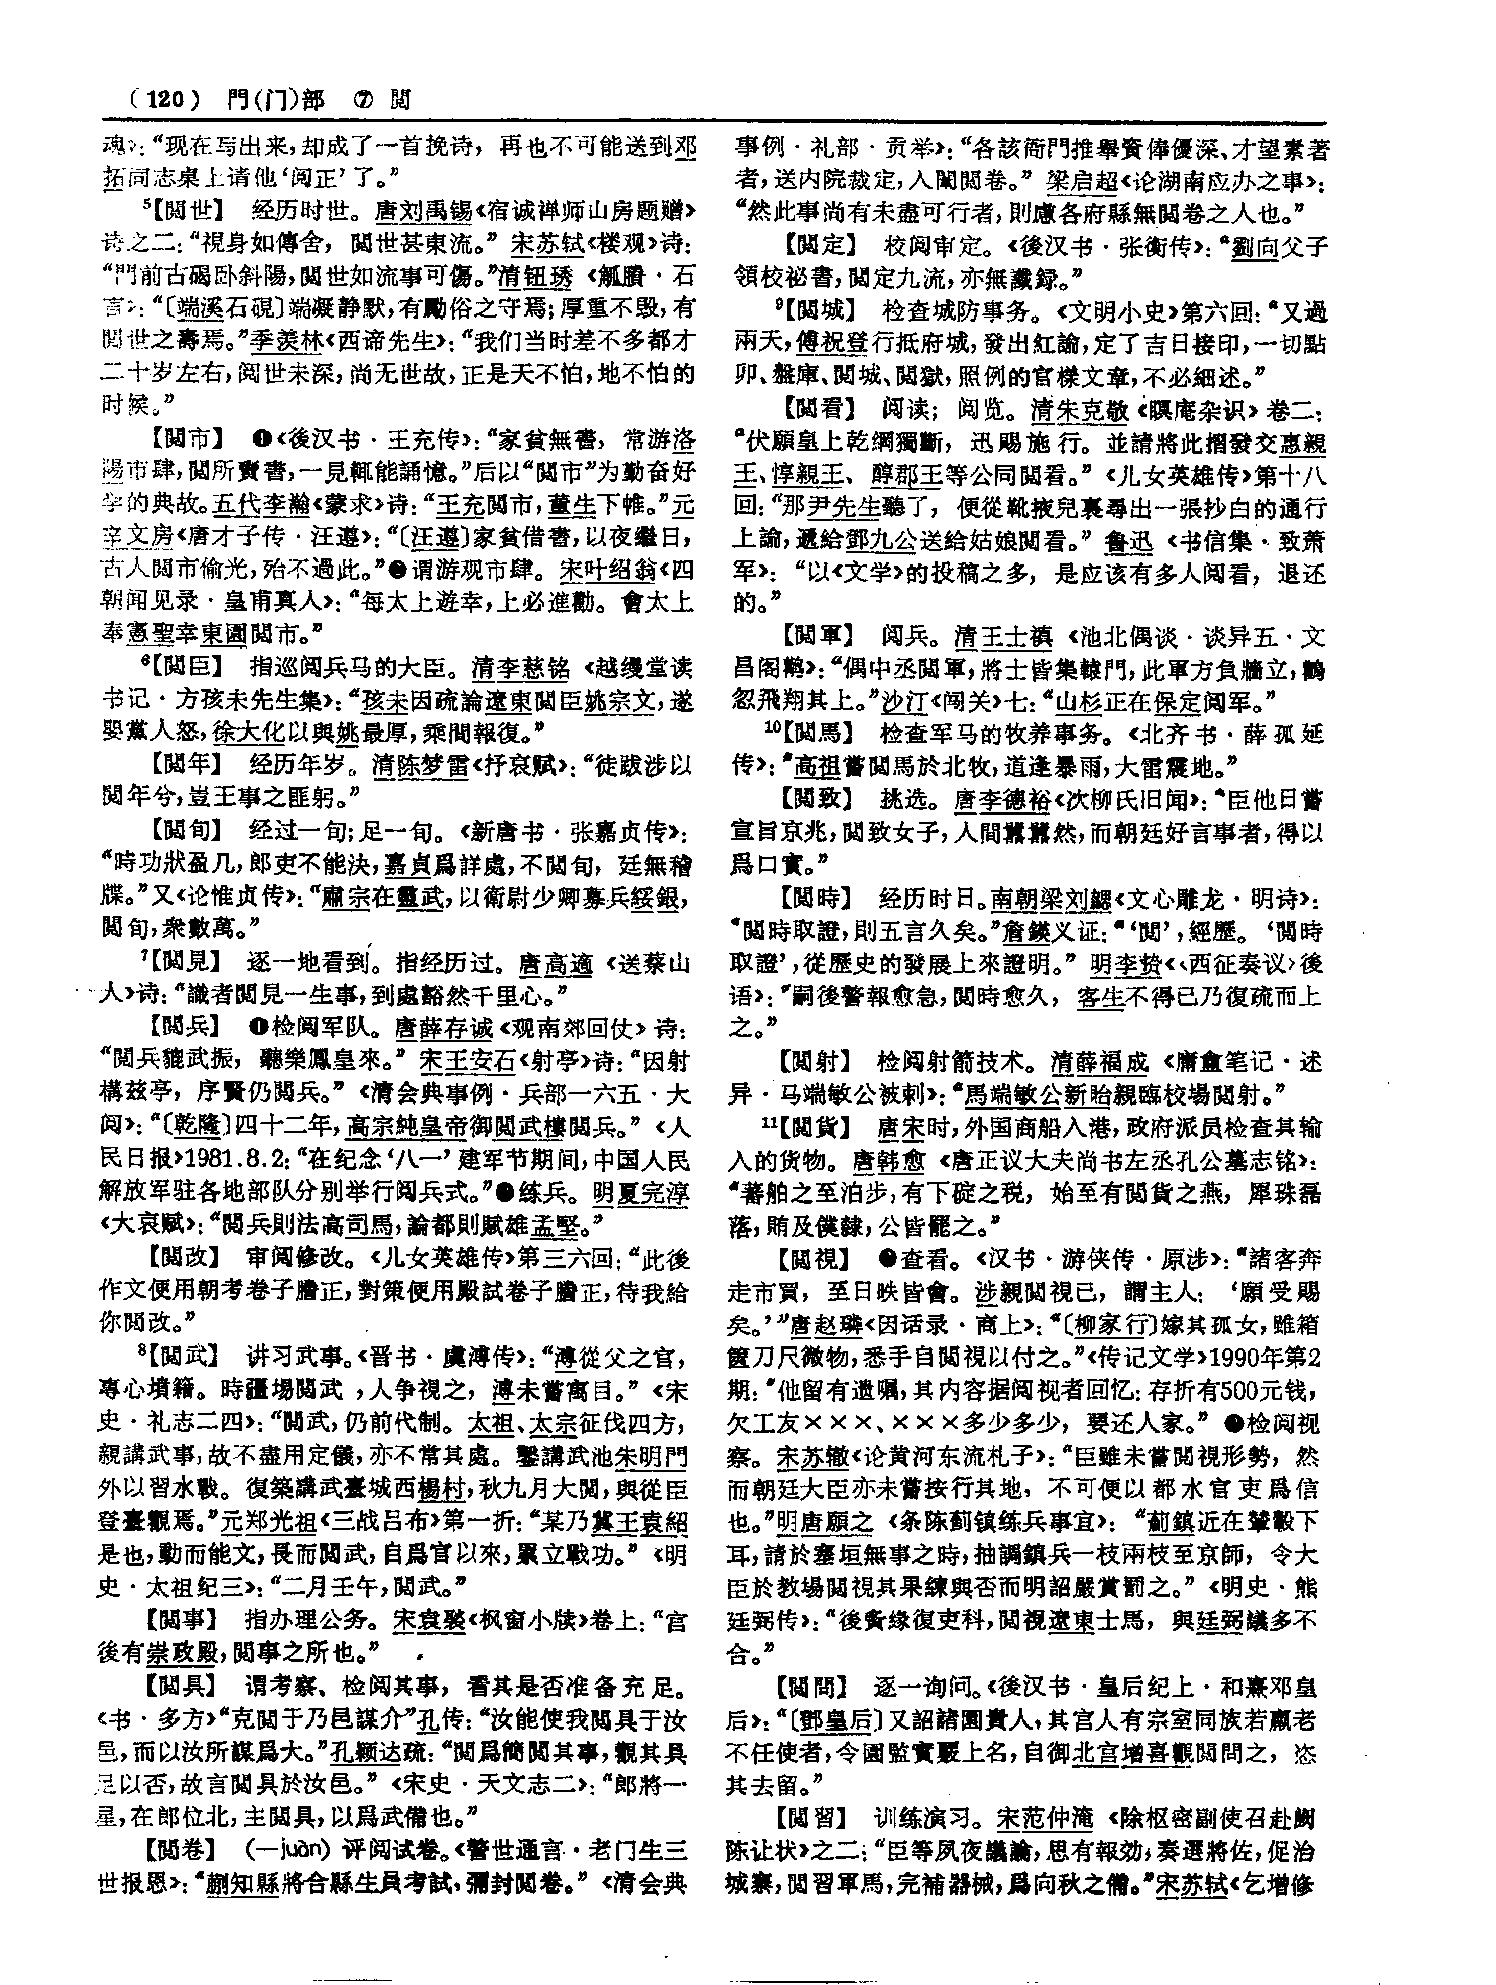 (120) 門(门)部 ⑦ 閲
魂》：“现在写出来，却成了一首挽诗，再也不可能送到邓
拓同志桌上请他‘阅正’了。”
⁵【閲世】 经历时世。唐刘禹锡《宿诚禅师山房题赠》
诗之二：“視身如傳舍，閲世甚東流。”宋苏轼《楼观》诗：
“門前古碣卧斜陽，閲世如流事可傷。”清钮琇《觚賸·石
言》：“〔端溪石硯〕端凝静默，有勵俗之守焉；厚重不毁，有
閲世之壽焉。”季羡林《西谛先生》：“我们当时差不多都才
二十岁左右，阅世未深，尚无世故，正是天不怕，地不怕的
时候。”
【閲市】 ❶《後汉书·王充传》：“家貧無書，常游洛
陽市肆，閲所賣書，一見輒能誦憶。”后以“閲市”为勤奋好
学的典故。五代李瀚《蒙求》诗：“王充閲市，董生下帷。”元
辛文房《唐才子传·汪遵》：“〔汪遵〕家貧借書，以夜繼日，
古人閲市偷光，殆不過此。”❷谓游观市肆。宋叶绍翁《四
朝闻见录·皇甫真人》：“每太上遊幸，上必進勸。會太上
奉憲聖幸東園閲市。”
⁶【閲臣】 指巡阅兵马的大臣。清李慈铭《越缦堂读
书记·方孩未先生集》：“孩未因疏論遼東閲臣姚宗文，遂
嬰黨人怒，徐大化以與姚最厚，乘間報復。”
【閲年】 经历年岁。清陈梦雷《抒哀赋》：“徒跋涉以
閲年兮，豈王事之匪躬。”
【閲旬】 经过一旬；足一旬。《新唐书·张嘉贞传》：
“時功狀盈几，郎吏不能決，嘉貞爲詳處，不閲旬，廷無稽
牒。”又《论惟贞传》：“肅宗在靈武，以衛尉少卿募兵綏銀，
閲旬，衆數萬。”
⁷【閲見】 逐一地看到。指经历过。唐高適《送蔡山
人》诗：“識者閲見一生事，到處豁然千里心。”
【閲兵】 ❶检阅军队。唐薛存诚《观南郊回仗》诗：
“閲兵貔武振，聽樂鳳皇來。”宋王安石《射亭》诗：“因射
構兹亭，序賢仍閲兵。”《清会典事例·兵部一六五·大
阅》：“〔乾隆〕四十二年，高宗純皇帝御閲武樓閲兵。”《人
民日报》1981.8.2：“在纪念‘八一’建军节期间，中国人民
解放军驻各地部队分别举行阅兵式。”❷练兵。明夏完淳
《大哀赋》：“閲兵則法高司馬，論都則賦雄孟堅。”
【閲改】 审阅修改。《儿女英雄传》第三六回：“此後
作文便用朝考卷子謄正，對策便用殿試卷子謄正，待我給
你閲改。”
⁸【閲武】 讲习武事。《晋书·虞溥传》：“溥從父之官，
專心墳籍。時疆場閲武，人争視之，溥未嘗寓目。”《宋
史·礼志二四》：“閲武，仍前代制。太祖、太宗征伐四方，
親講武事，故不盡用定儀，亦不常其處。鑿講武池朱明門
外以習水戰。復築講武臺城西楊村，秋九月大閲，與從臣
登臺觀焉。”元郑光祖《三战吕布》第一折：“某乃冀王袁紹
是也，動而能文，長而閲武，自爲官以來，累立戰功。”《明
史·太祖纪三》：“二月壬午，閲武。”
【閲事】 指办理公务。宋袁褧《枫窗小牍》卷上：“宫
後有崇政殿，閲事之所也。”
【閲具】 谓考察、检阅其事，看其是否准备充足。
《书·多方》“克閲于乃邑謀介”孔传：“汝能使我閲具于汝
邑，而以汝所謀爲大。”孔颖达疏：“閲爲簡閲其事，觀其具
足以否，故言閲具於汝邑。”《宋史·天文志二》：“郎將一
星，在郎位北，主閲具，以爲武備也。”
【閲卷】 (—juàn) 评阅试卷。《警世通言·老门生三
世报恩》：“蒯知縣將合縣生員考試，彌封閲卷。”《清会典
事例·礼部·贡举》：“各該衙門推舉資俸優深、才望素著
者，送内院裁定，入闈閲卷。”梁启超《论湖南应办之事》：
“然此事尚有未盡可行者，則慮各府縣無閲卷之人也。”
【閲定】 校阅审定。《後汉书·张衡传》：“劉向父子
領校祕書，閲定九流，亦無讖録。”
⁹【閲城】 检查城防事务。《文明小史》第六回：“又過
兩天，傅祝登行抵府城，發出紅諭，定了吉日接印，一切點
卯、盤庫、閲城、閲獄，照例的官樣文章，不必細述。”
【閲看】 阅读；阅览。清朱克敬《瞑庵杂识》卷二：
“伏願皇上乾綱獨斷，迅賜施行。並請將此摺發交惠親
王、惇親王、醇郡王等公同閲看。”《儿女英雄传》第十八
回：“那尹先生聽了，便從靴掖兒裏尋出一張抄白的通行
上諭，遞給鄧九公送給姑娘閲看。”鲁迅《书信集·致萧
军》：“以《文学》的投稿之多，是应该有多人阅看，退还
的。”
【閲軍】 阅兵。清王士禛《池北偶谈·谈异五·文
昌阁鹤》：“偶中丞閲軍，將士皆集轅門，此軍方負牆立，鶴
忽飛翔其上。”沙汀《闯关》七：“山杉正在保定阅军。”
¹⁰【閲馬】 检查军马的牧养事务。《北齐书·薛孤延
传》：“高祖嘗閲馬於北牧，道逢暴雨，大雷震地。”
【閲致】 挑选。唐李德裕《次柳氏旧闻》：“臣他日嘗
宣旨京兆，閲致女子，人間囂囂然，而朝廷好言事者，得以
爲口實。”
【閲時】 经历时日。南朝梁刘勰《文心雕龙·明诗》：
“閲時取證，則五言久矣。”詹鍈义证：“‘閲’，經歷。‘閲時
取證’，從歷史的發展上來證明。”明李贽《〈西征奏议〉後
语》：“嗣後警報愈急，閲時愈久，客生不得已乃復疏而上
之。”
【閲射】 检阅射箭技术。清薛福成《庸盦笔记·述
异·马端敏公被刺》：“馬端敏公新貽親臨校場閲射。”
¹¹【閲貨】 唐宋时，外国商船入港，政府派员检查其输
入的货物。唐韩愈《唐正议大夫尚书左丞孔公墓志铭》：
“蕃舶之至泊步，有下碇之税，始至有閲貨之燕，犀珠磊
落，賄及僕隸，公皆罷之。”
【閲視】 ❶查看。《汉书·游侠传·原涉》：“諸客奔
走市買，至日昳皆會。涉親閲視已，謂主人：‘願受賜
矣。’”唐赵璘《因话录·商上》：“〔柳家行〕嫁其孤女，雖箱
篋刀尺微物，悉手自閲視以付之。”《传记文学》1990年第2
期：“他留有遗嘱，其内容据阅视者回忆：存折有500元钱，
欠工友×××、×××多少多少，要还人家。”❷检阅视
察。宋苏辙《论黄河东流札子》：“臣雖未嘗閲視形勢，然
而朝廷大臣亦未嘗按行其地，不可便以都水官吏爲信
也。”明唐顺之《条陈蓟镇练兵事宜》：“薊鎮近在輦轂下
耳，請於塞垣無事之時，抽調鎮兵一枝兩枝至京師，令大
臣於教場閲視其果練與否而明詔嚴賞罰之。”《明史·熊
廷弼传》：“後夤緣復吏科，閲視遼東士馬，與廷弼議多不
合。”
【閲問】 逐一询问。《後汉书·皇后纪上·和熹邓皇
后》：“〔鄧皇后〕又詔諸園貴人，其宫人有宗室同族若羸老
不任使者，令園監實覈上名，自御北宫增喜觀閲問之，恣
其去留。”
【閲習】 训练演习。宋范仲淹《除枢密副使召赴阙
陈让状》之二：“臣等夙夜議論，思有報効，奏選將佐，促治
城寨，閲習軍馬，完補器械，爲向秋之備。”宋苏轼《乞增修